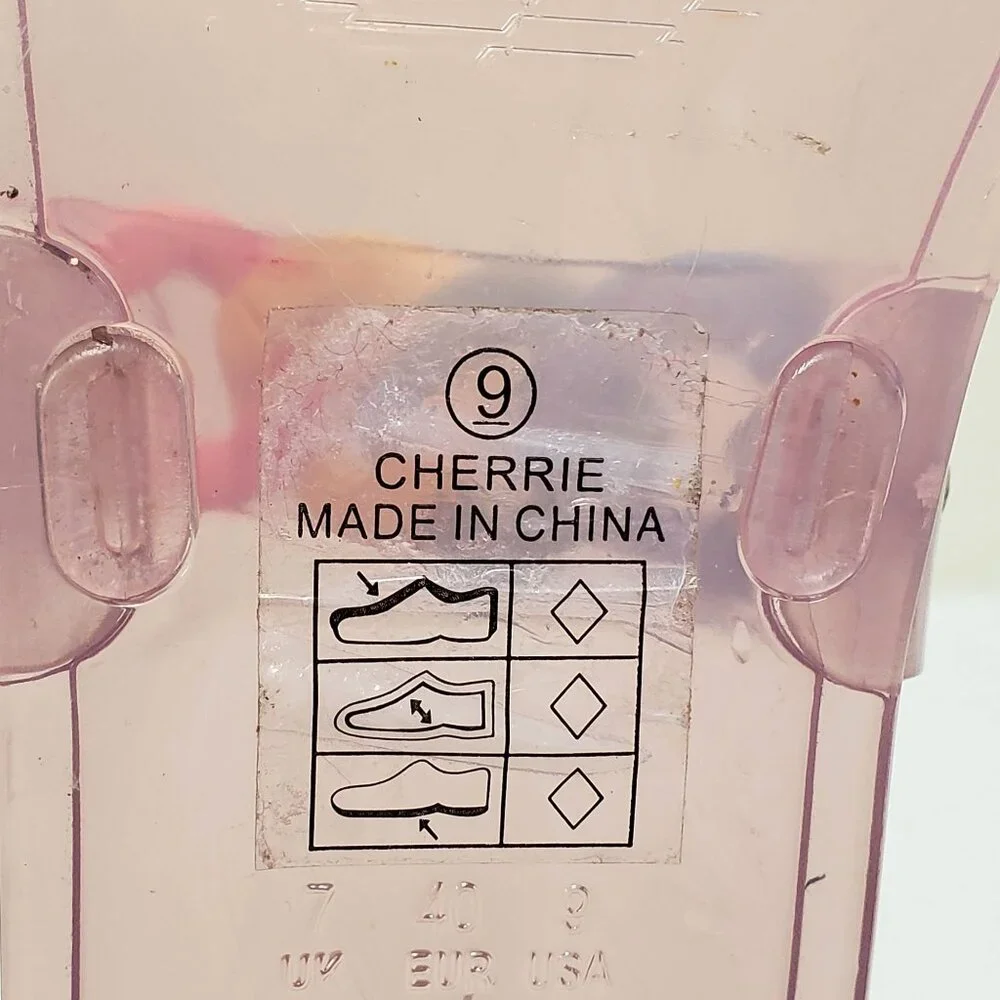 9
CHERRIE
MADE IN CHINA
7 40 9
UK EUR USA